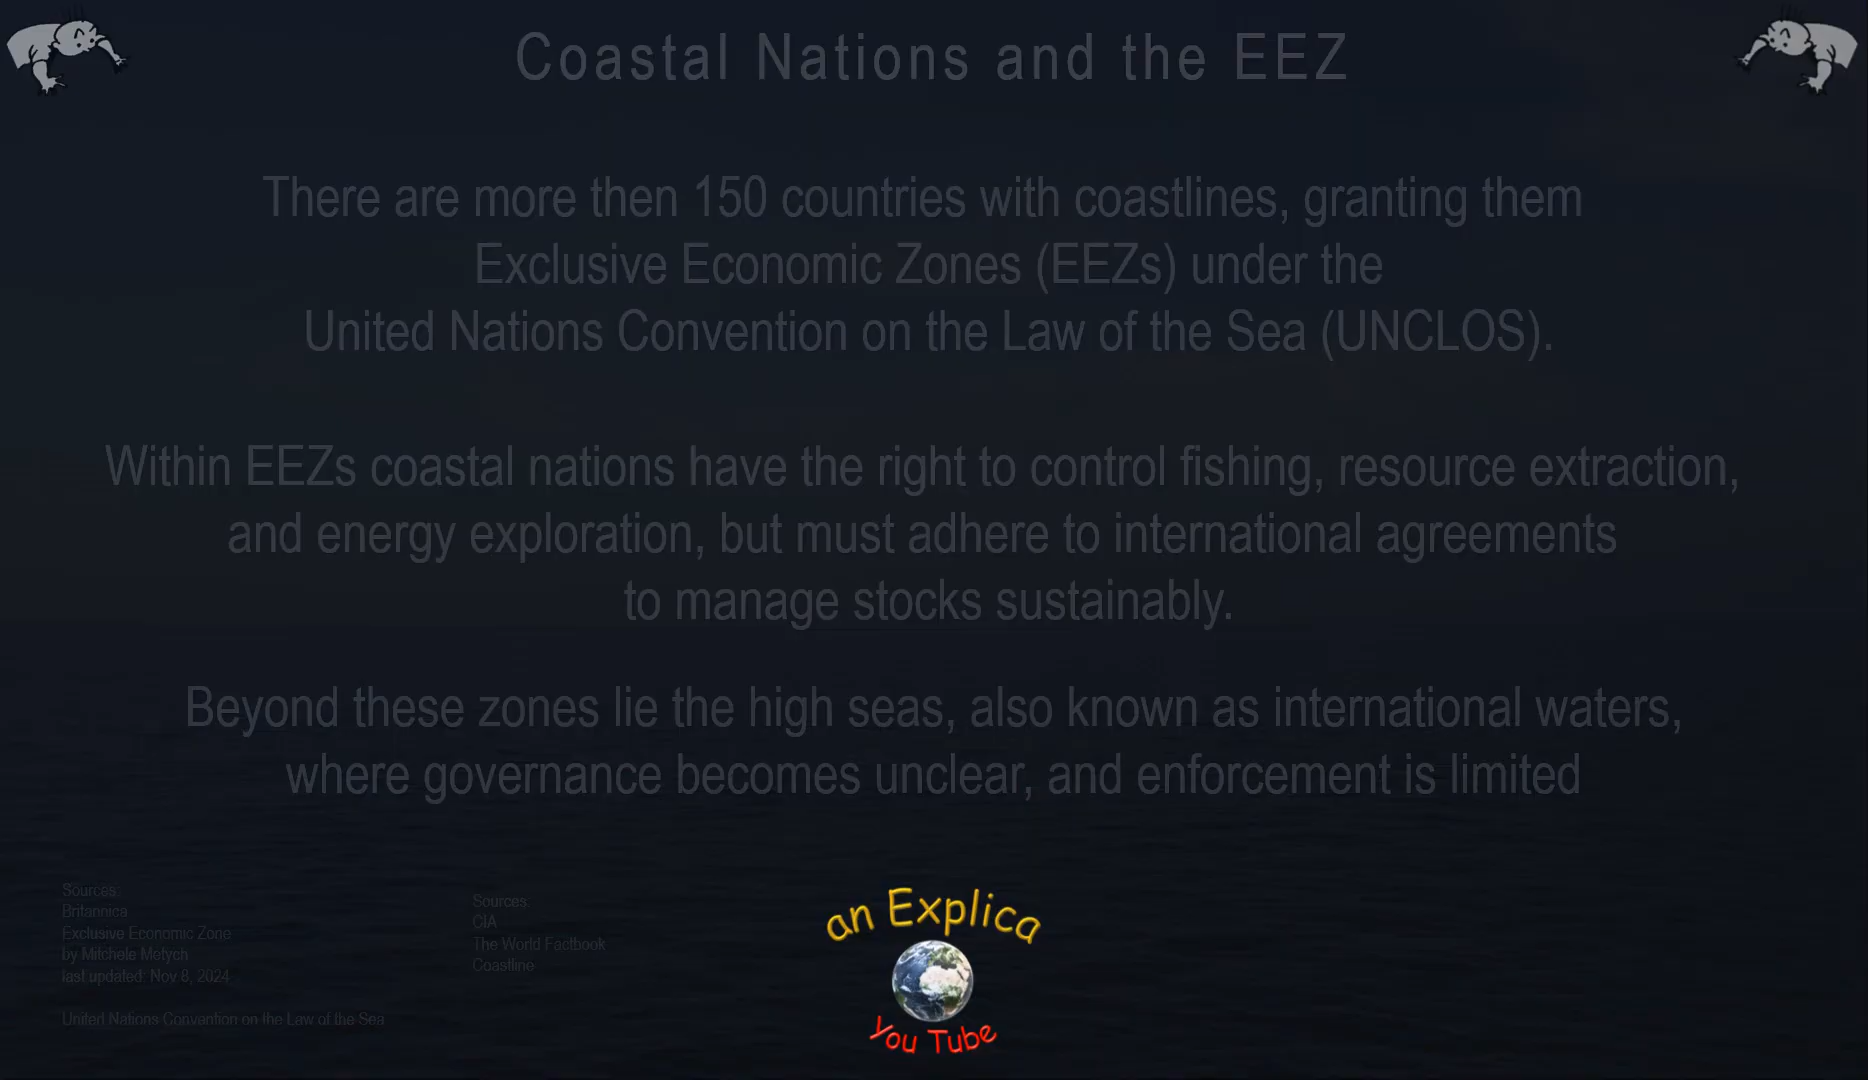 Coastal Nations and the EEZ
There are more then 150 countries with coastlines, granting them
Exclusive Economic Zones (EEZs) under the
United Nations Convention on the Law of the Sea (UNCLOS).
Within EEZs coastal nations have the right to control fishing, resource extraction,
and energy exploration, but must adhere to international agreements
to manage stocks sustainably.
Beyond these zones lie the high seas, also known as international waters,
where governance becomes unclear, and enforcement is limited
Sources:
Britannica
Exclusive Economic Zone
by Mitchele Metych
last updated: Nov 8, 2024
United Nations Convention on the Law of the Sea
Sources:
CIA
The World Factbook
Coastline
an Explica
You Tube